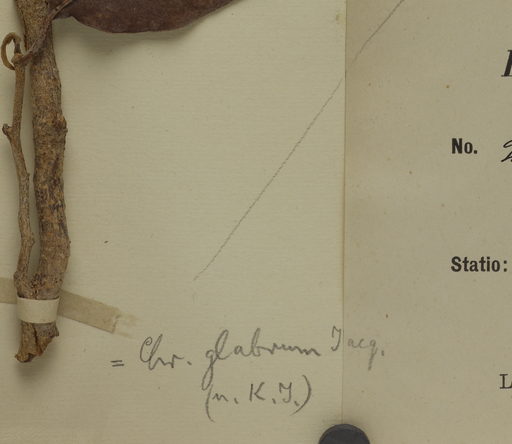 No.
Statio:
= Chr. glabrum Jacq.
(n. K. J.)